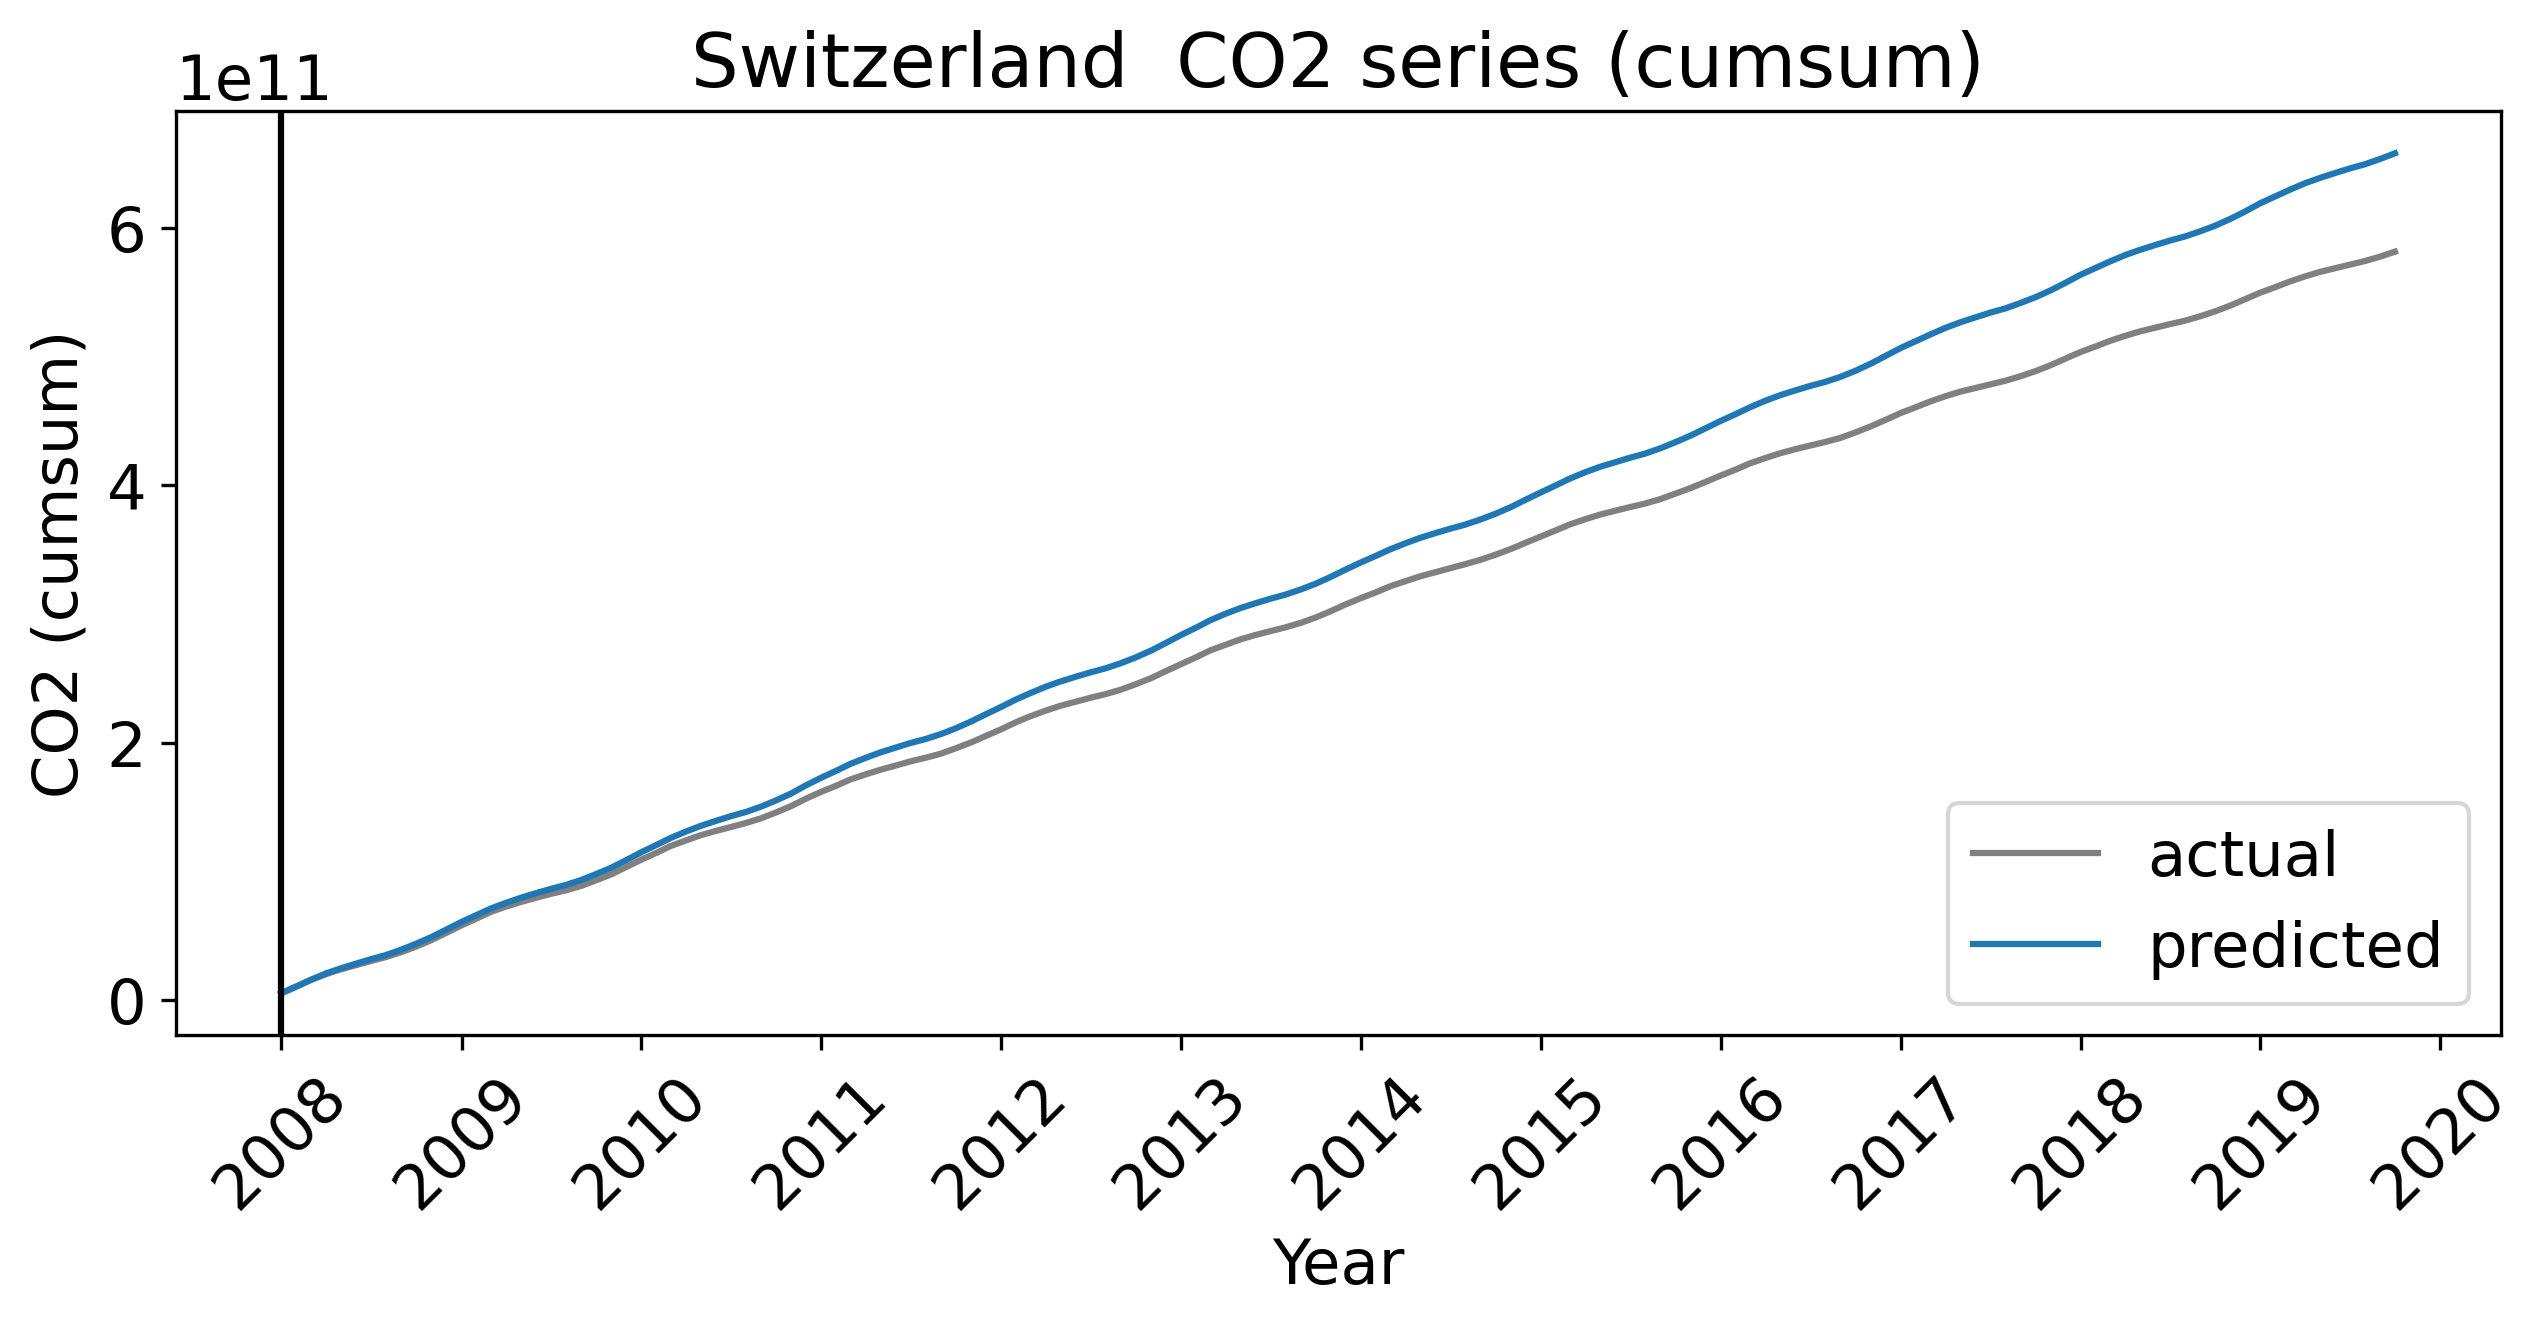 Switzerland  CO2 series (cumsum)
1e11
CO2 (cumsum)
6
4
2
0
actual
predicted
2008 2009 2010 2011 2012 2013 2014 2015 2016 2017 2018 2019 2020
Year